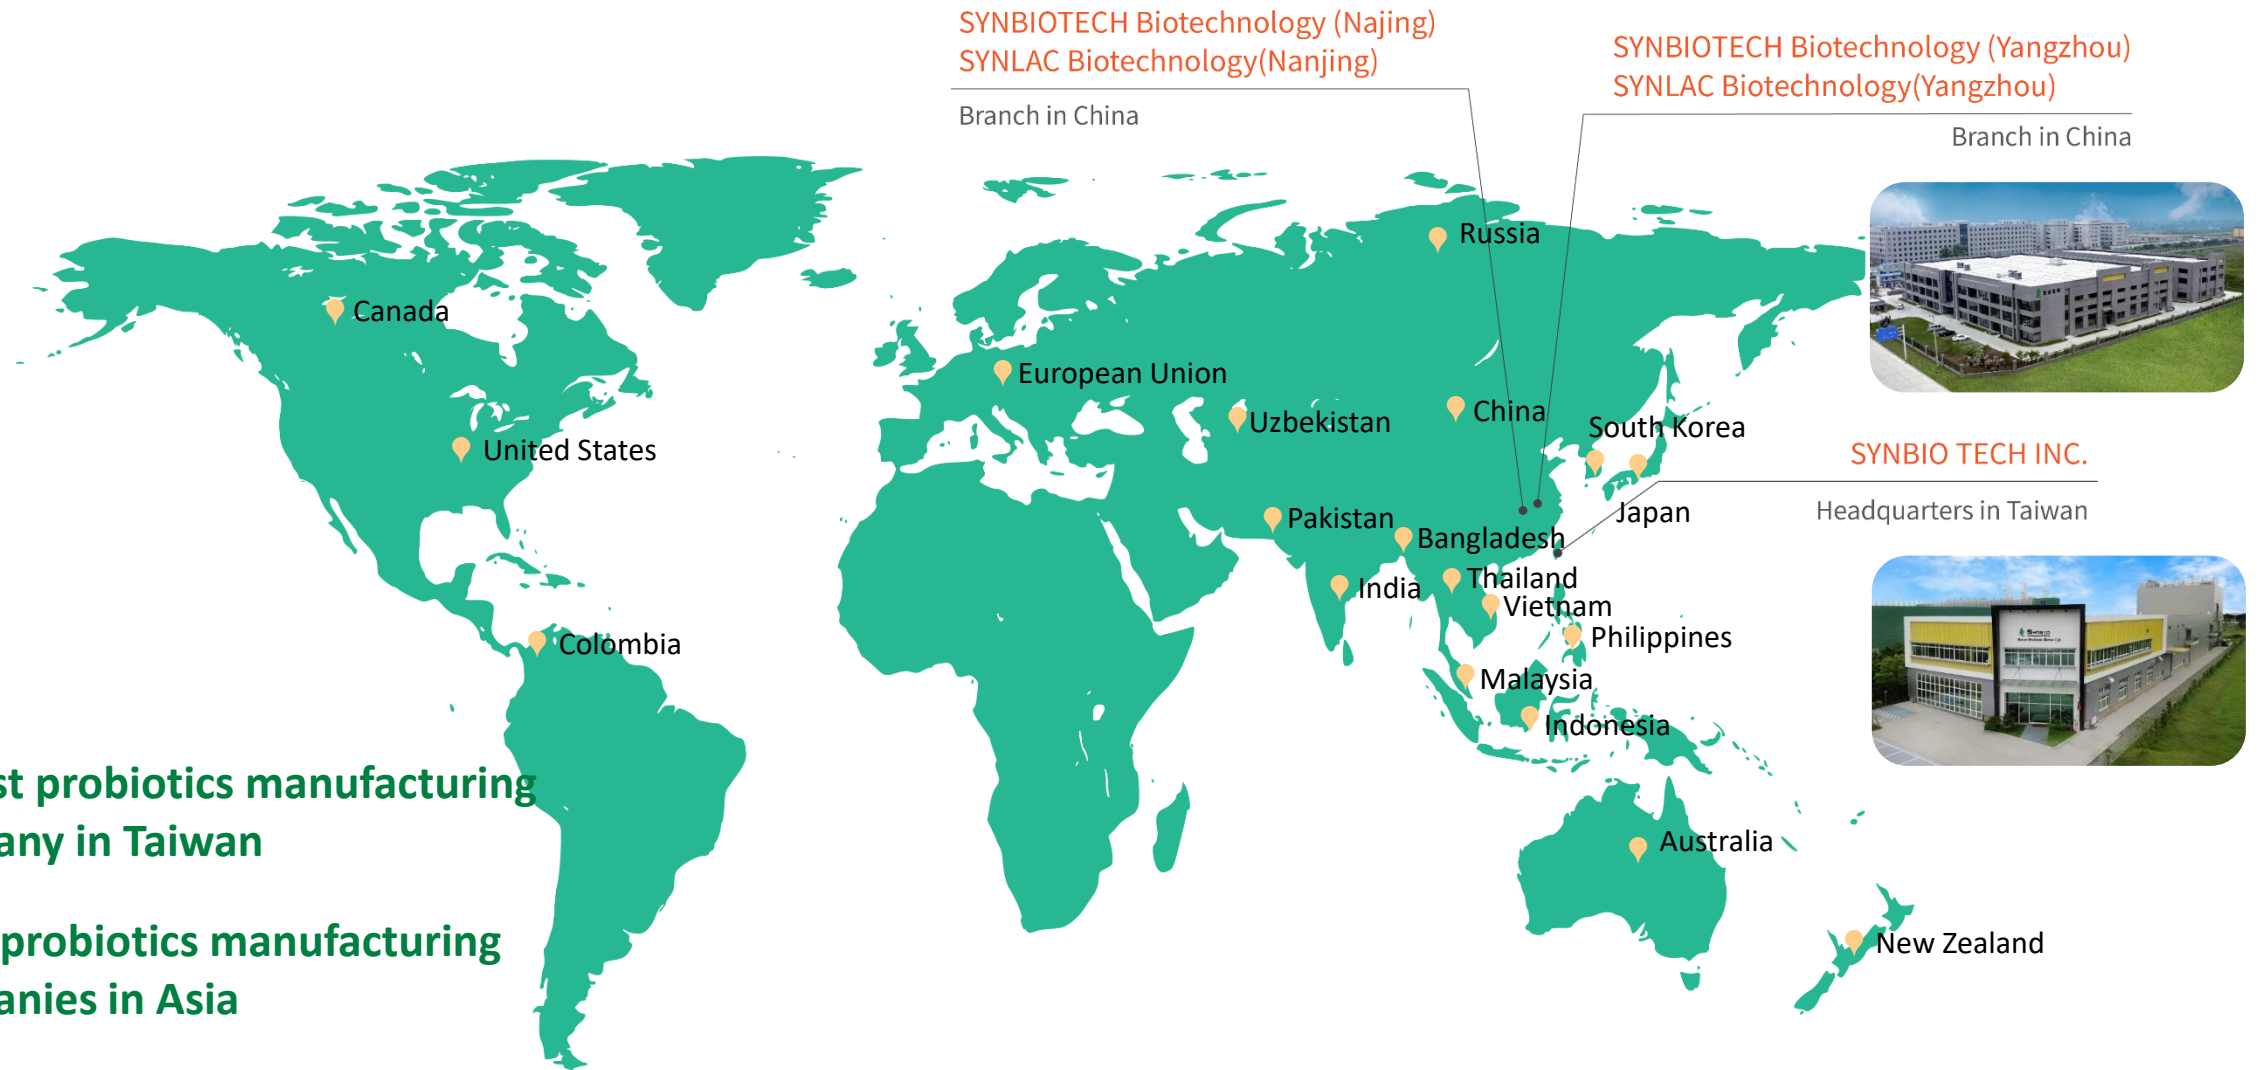 SYNBIOTECH Biotechnology (Najing)
SYNLAC Biotechnology(Nanjing)
Branch in China
SYNBIOTECH Biotechnology (Yangzhou)
SYNLAC Biotechnology(Yangzhou)
Branch in China
Russia
Canada
European Union
China
Uzbekistan
South Korea
United States
SYNBIO TECH INC.
Headquarters in Taiwan
Japan
Pakistan
Bangladesh
Thailand
India
Vietnam
Philippines
Colombia
Malaysia
Indonesia
st probiotics manufacturing
any in Taiwan
Australia
probiotics manufacturing
anies in Asia
New Zealand